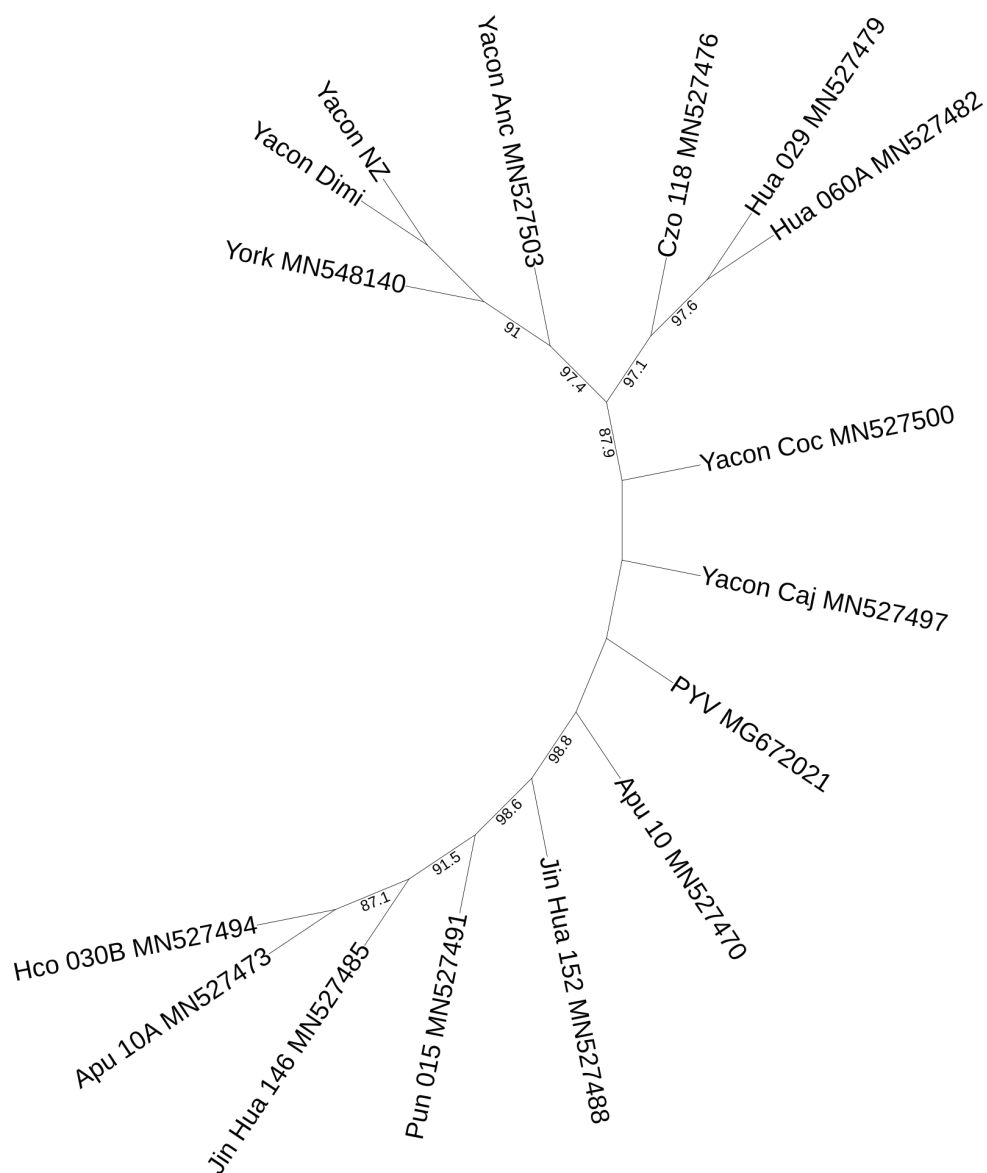 Yacon Anc MN527503
Czo 118 MN527476
Hua 029 MN527479
Hua 060A MN527482
Yacon NZ
Yacon Dimi
York MN548140
91
97.4
97.1
97.6
87.9
Yacon Coc MN527500
Yacon Caj MN527497
PYV MG672021
Apu 10 MN527470
98.8
98.6
91.5
87.1
Jin Hua 152 MN527488
Pun 015 MN527491
Jin Hua 146 MN527485
Apu 10A MN527473
Hco 030B MN527494